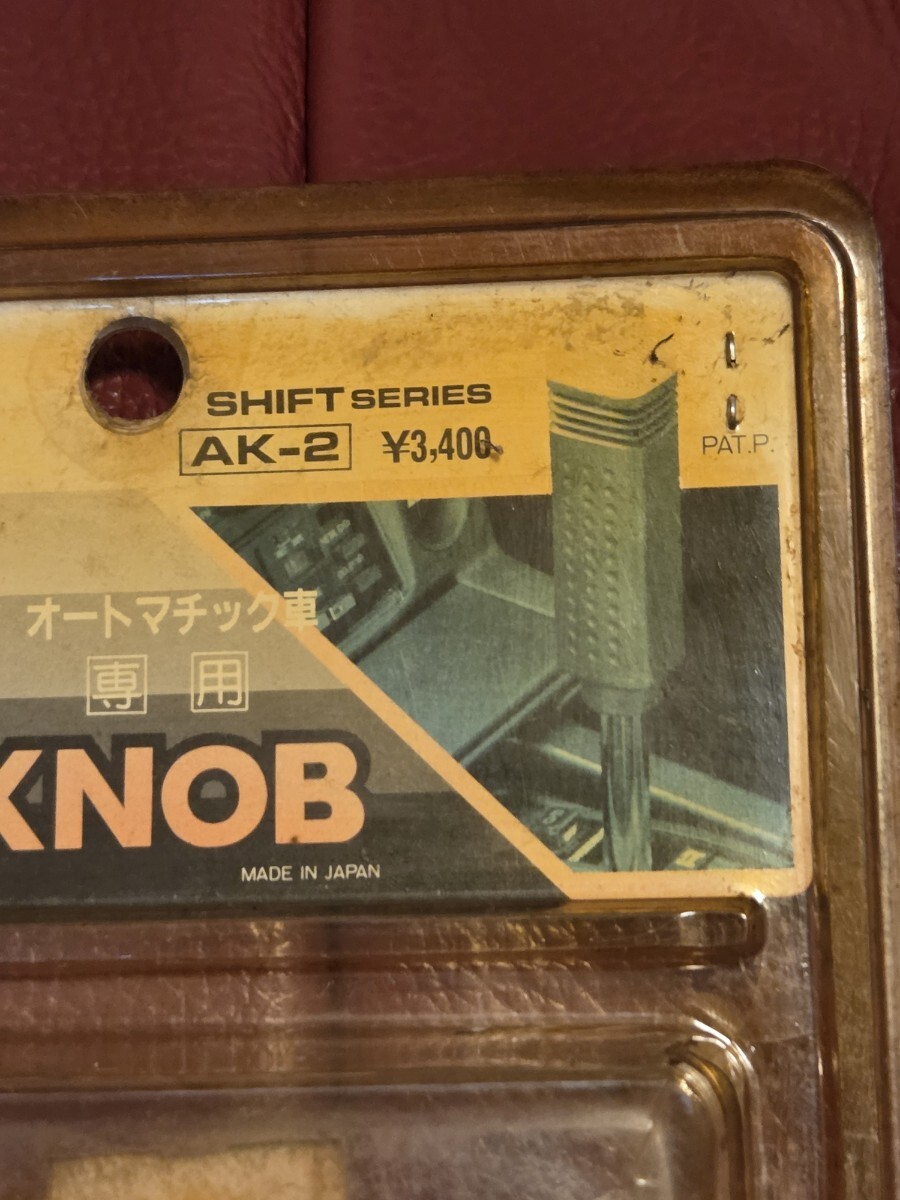 SHIFT SERIES
AK-2 ¥3,400
PAT.P.
オートマチック車
専用
KNOB
MADE IN JAPAN